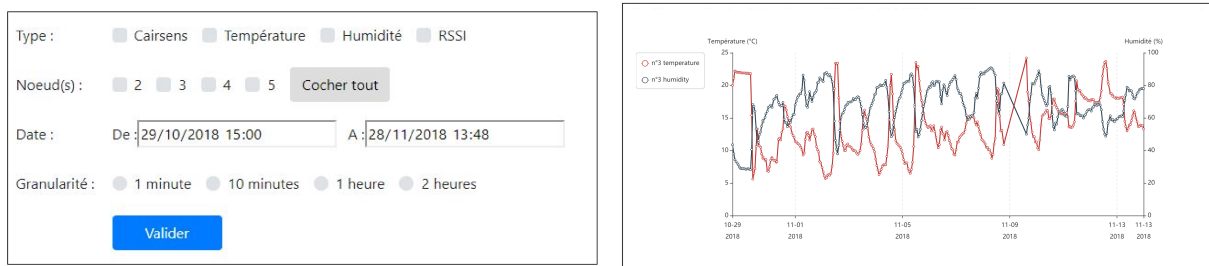 Type : Cairsens Température Humidité RSSI
Noeud(s) : 2 3 4 5 Cocher tout
Date : De : 29/10/2018 15:00 A : 28/11/2018 13:48
Granularité : 1 minute 10 minutes 1 heure 2 heures
Valider
Température (°C) Humidité (%)
n°3 temperature
n°3 humidity
25 100
20 80
15 60
10 40
5 20
0 0
10-29 11-01 11-05 11-09 11-13 11-13
2018 2018 2018 2018 2018 2018